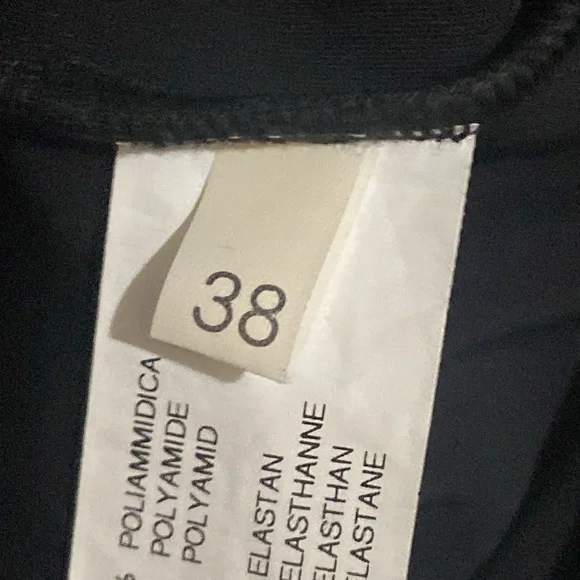 38
% POLIAMMIDICA
POLYAMIDE
POLYAMID
ELASTAN
ELASTHANNE
ELASTHAN
ELASTANE